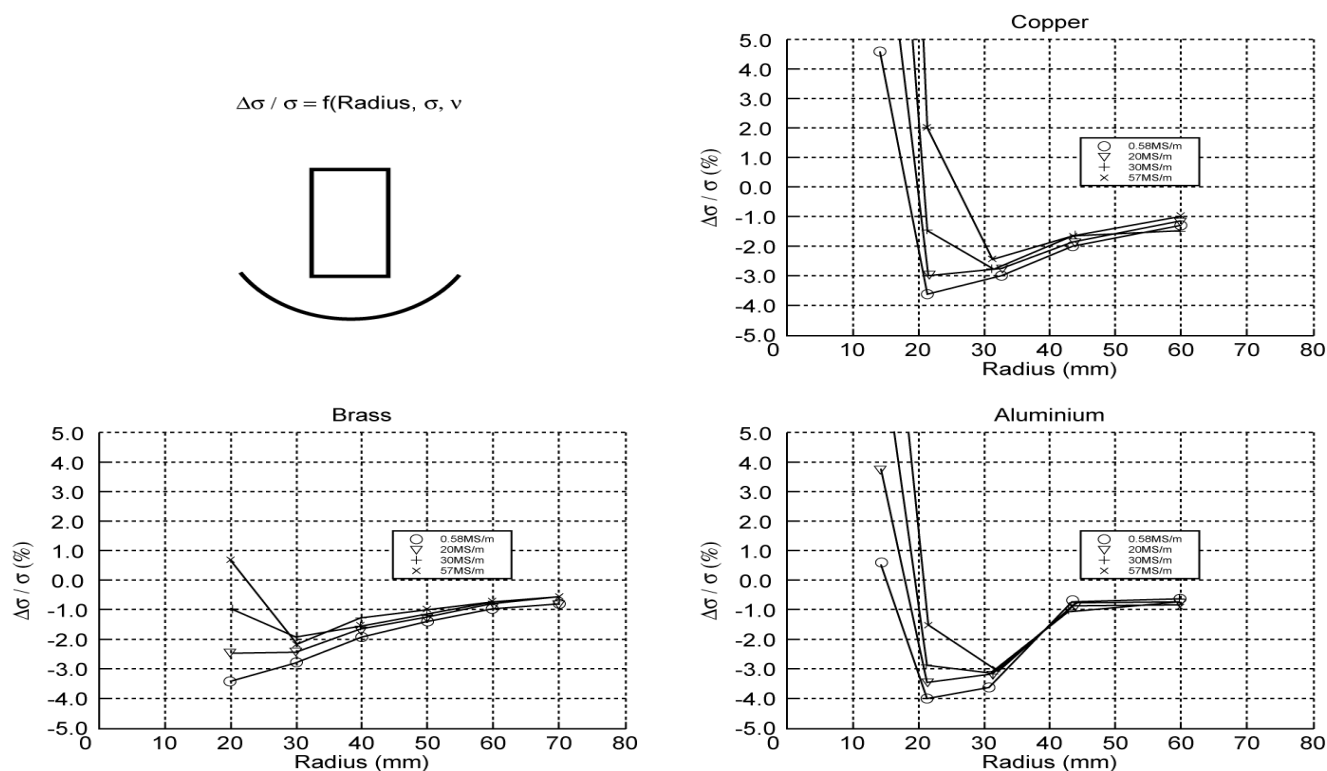 Δσ / σ = f(Radius, σ, ν
Copper
Δσ / σ (%)
5.0
4.0
3.0
2.0
1.0
0.0
-1.0
-2.0
-3.0
-4.0
-5.0
0.58MS/m
20MS/m
30MS/m
57MS/m
0 10 20 30 40 50 60 70 80
Radius (mm)
Brass
Δσ / σ (%)
5.0
4.0
3.0
2.0
1.0
0.0
-1.0
-2.0
-3.0
-4.0
-5.0
0.58MS/m
20MS/m
30MS/m
57MS/m
0 20 30 40 50 60 70 80
Radius (mm)
Aluminium
Δσ / σ (%)
5.0
4.0
3.0
2.0
1.0
0.0
-1.0
-2.0
-3.0
-4.0
-5.0
0.58MS/m
20MS/m
30MS/m
57MS/m
0 10 20 30 40 50 60 70 80
Radius (mm)